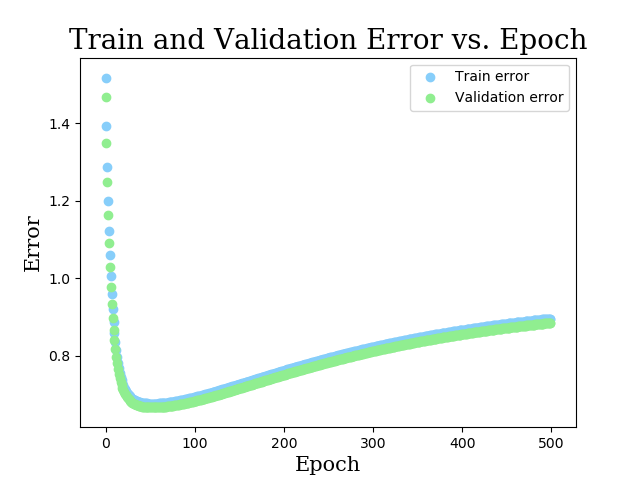 Train and Validation Error vs. Epoch
Train error
Validation error
1.4
1.2
1.0
0.8
Error
0
100
200
300
400
500
Epoch